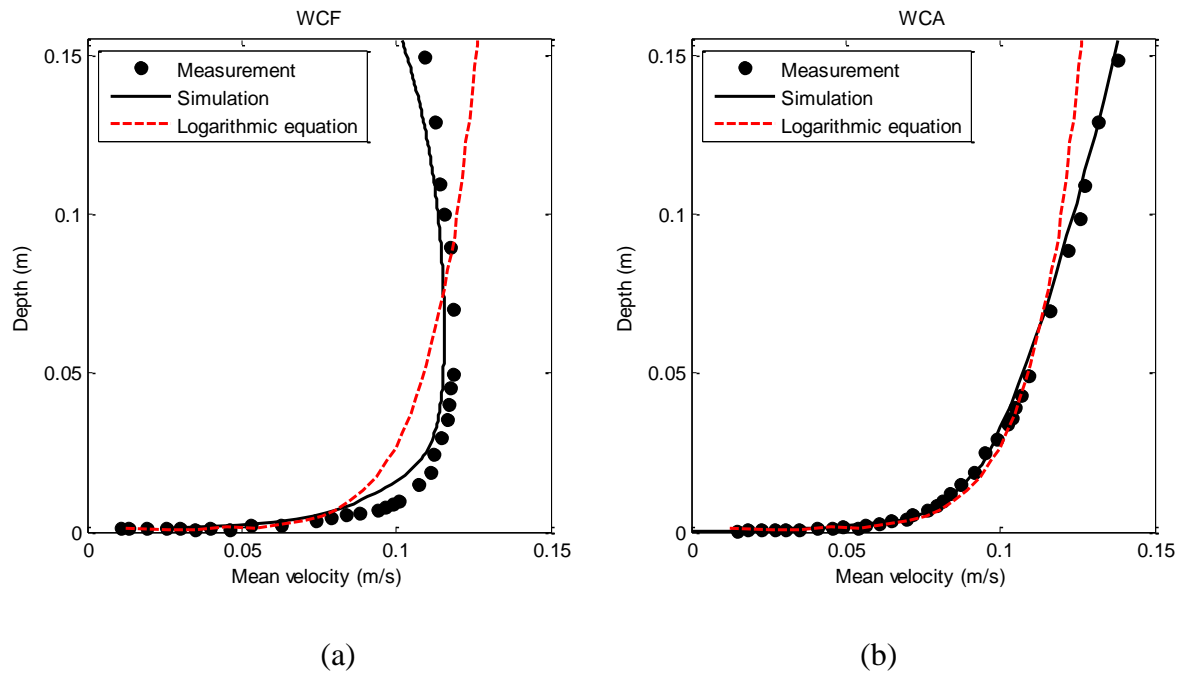 WCF
Measurement
Simulation
Logarithmic equation
0.15
0.1
0.05
0
Depth (m)
0
0.05
0.1
0.15
Mean velocity (m/s)
(a)
WCA
Measurement
Simulation
Logarithmic equation
0.15
0.1
0.05
0
Depth (m)
0
0.05
0.1
0.15
Mean velocity (m/s)
(b)